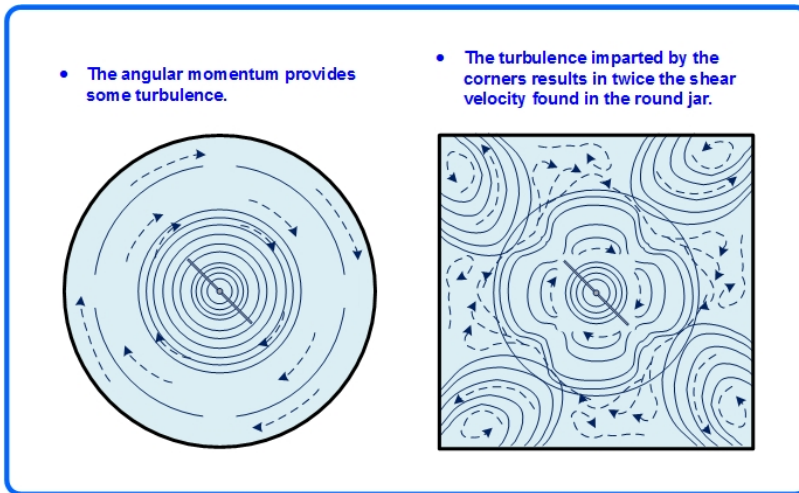 • The angular momentum provides
some turbulence.
• The turbulence imparted by the
corners results in twice the shear
velocity found in the round jar.